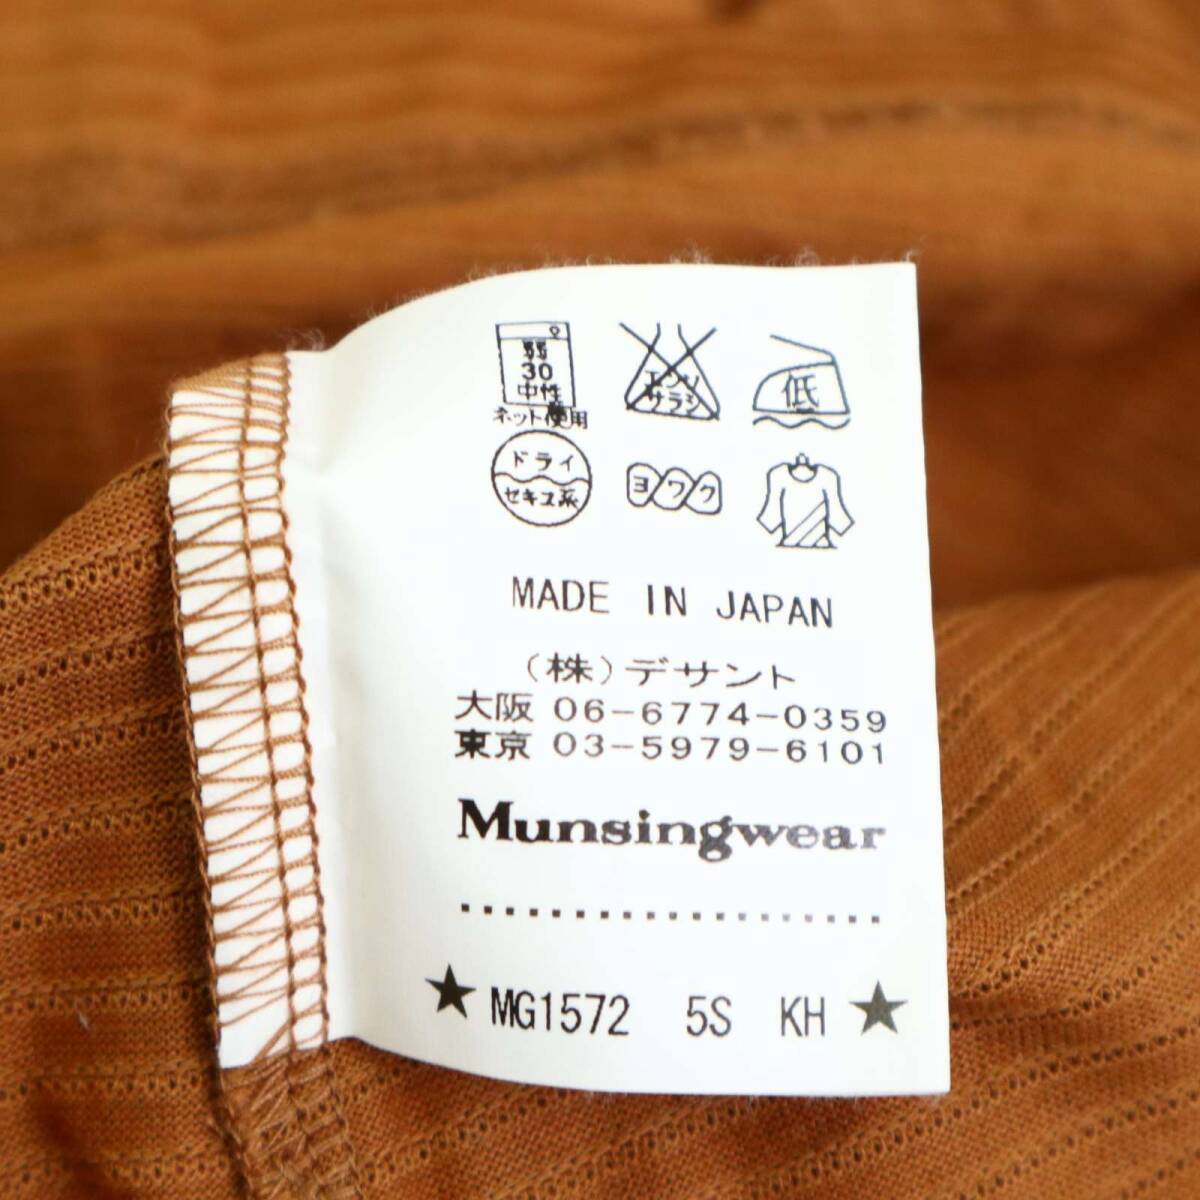 弱
30
中性
ネット使用
エンソ
サラシ
低
ドライ
セキユ系
ヨワク
MADE IN JAPAN
(株)デサント
大阪 06-6774-0359
東京 03-5979-6101
Munsingwear
★ MG1572 5S KH ★